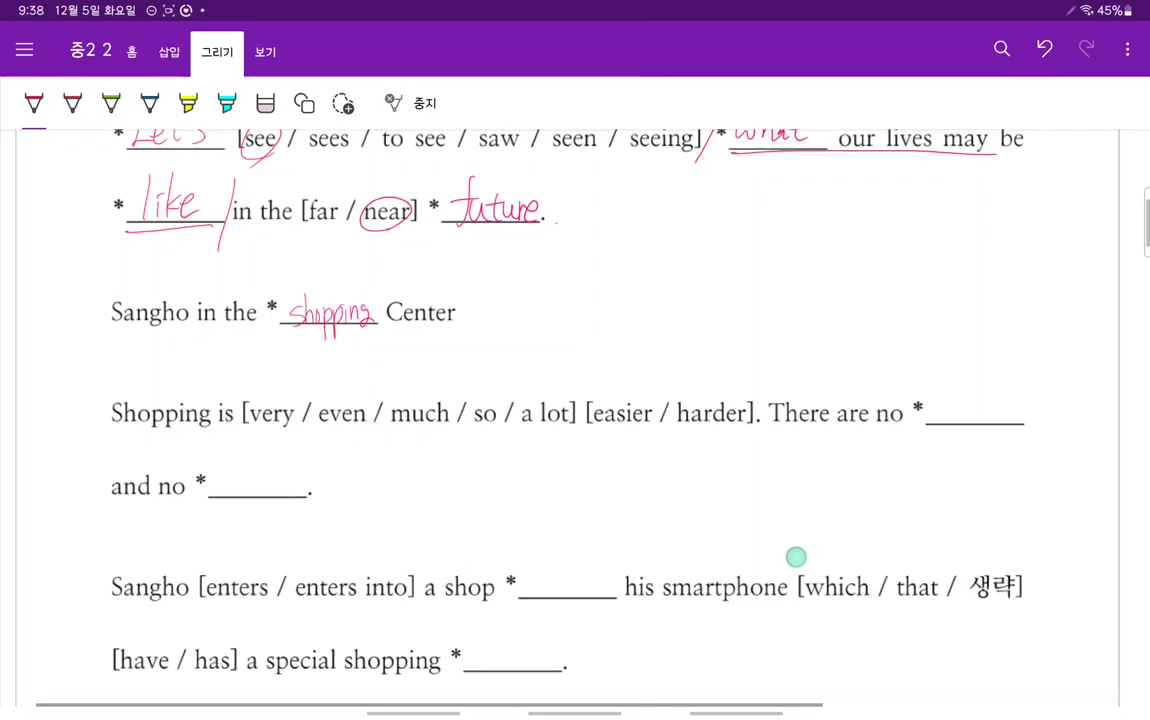 9:38 12월 5일 화요일 45%
중2 2 홈 삽입 그리기 보기
중지
* Let's [see / sees / to see / saw / seen / seeing] * what our lives may be
* like in the [far / near] * future.
Sangho in the * shopping Center
Shopping is [very / even / much / so / a lot] [easier / harder]. There are no *________
and no *________.
Sangho [enters / enters into] a shop *________ his smartphone [which / that / 생략]
[have / has] a special shopping *________.